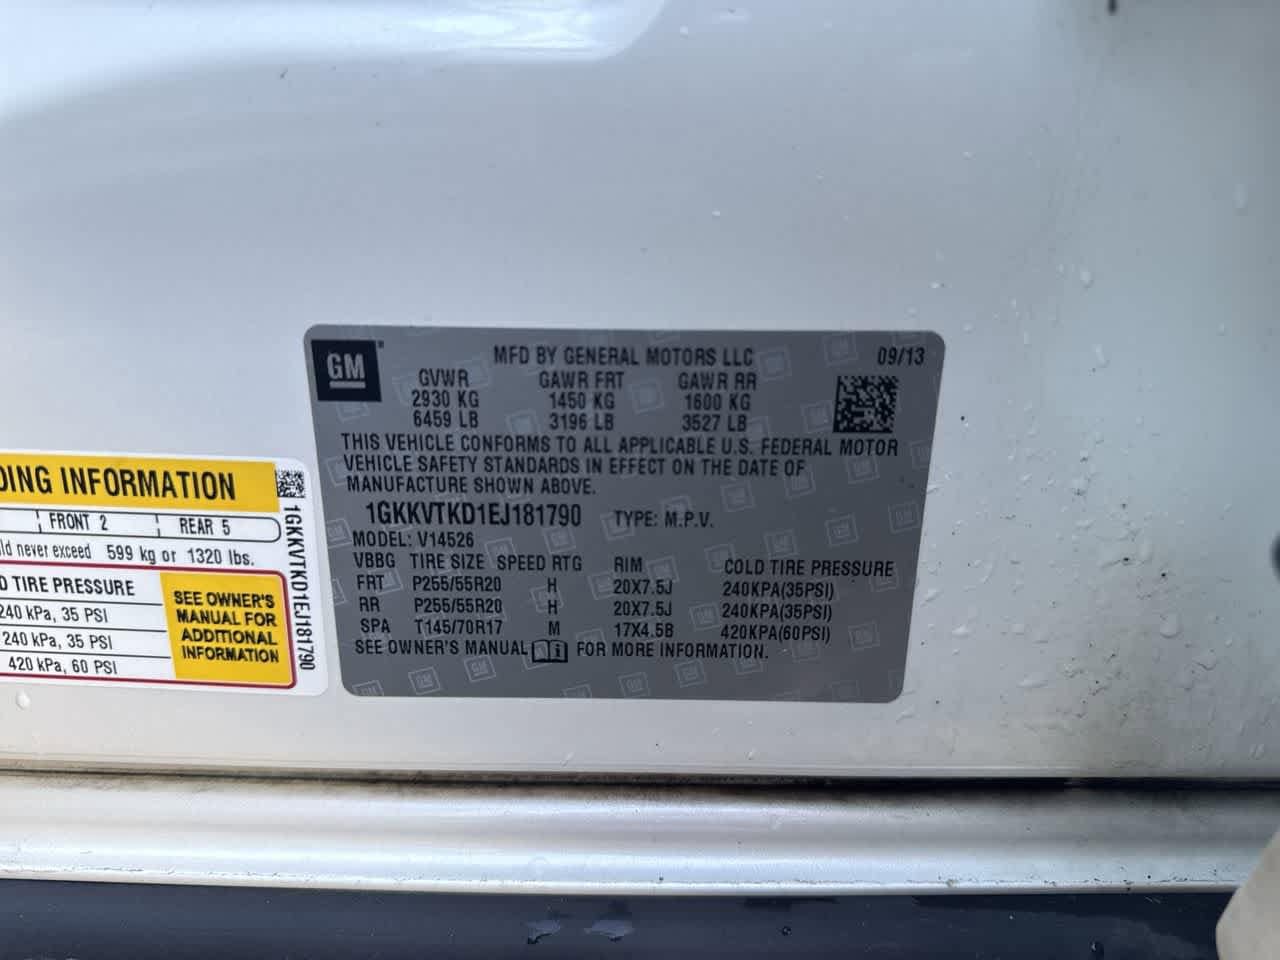 GM
MFD BY GENERAL MOTORS LLC 09/13
GVWR GAWR FRT GAWR RR
2930 KG 1450 KG 1600 KG
6459 LB 3196 LB 3527 LB
THIS VEHICLE CONFORMS TO ALL APPLICABLE U.S. FEDERAL MOTOR
VEHICLE SAFETY STANDARDS IN EFFECT ON THE DATE OF
MANUFACTURE SHOWN ABOVE.
1GKKVTKD1EJ181790 TYPE: M.P.V.
MODEL: V14526
VBBG TIRE SIZE SPEED RTG RIM COLD TIRE PRESSURE
FRT P255/55R20 H 20X7.5J 240KPA(35PSI)
RR P255/55R20 H 20X7.5J 240KPA(35PSI)
SPA T145/70R17 M 17X4.5B 420KPA(60PSI)
SEE OWNER'S MANUAL FOR MORE INFORMATION.
DING INFORMATION
FRONT 2 REAR 5
ld never exceed 599 kg or 1320 lbs.
D TIRE PRESSURE
240 kPa, 35 PSI
240 kPa, 35 PSI
420 kPa, 60 PSI
SEE OWNER'S
MANUAL FOR
ADDITIONAL
INFORMATION
1GKKVTKD1EJ181790